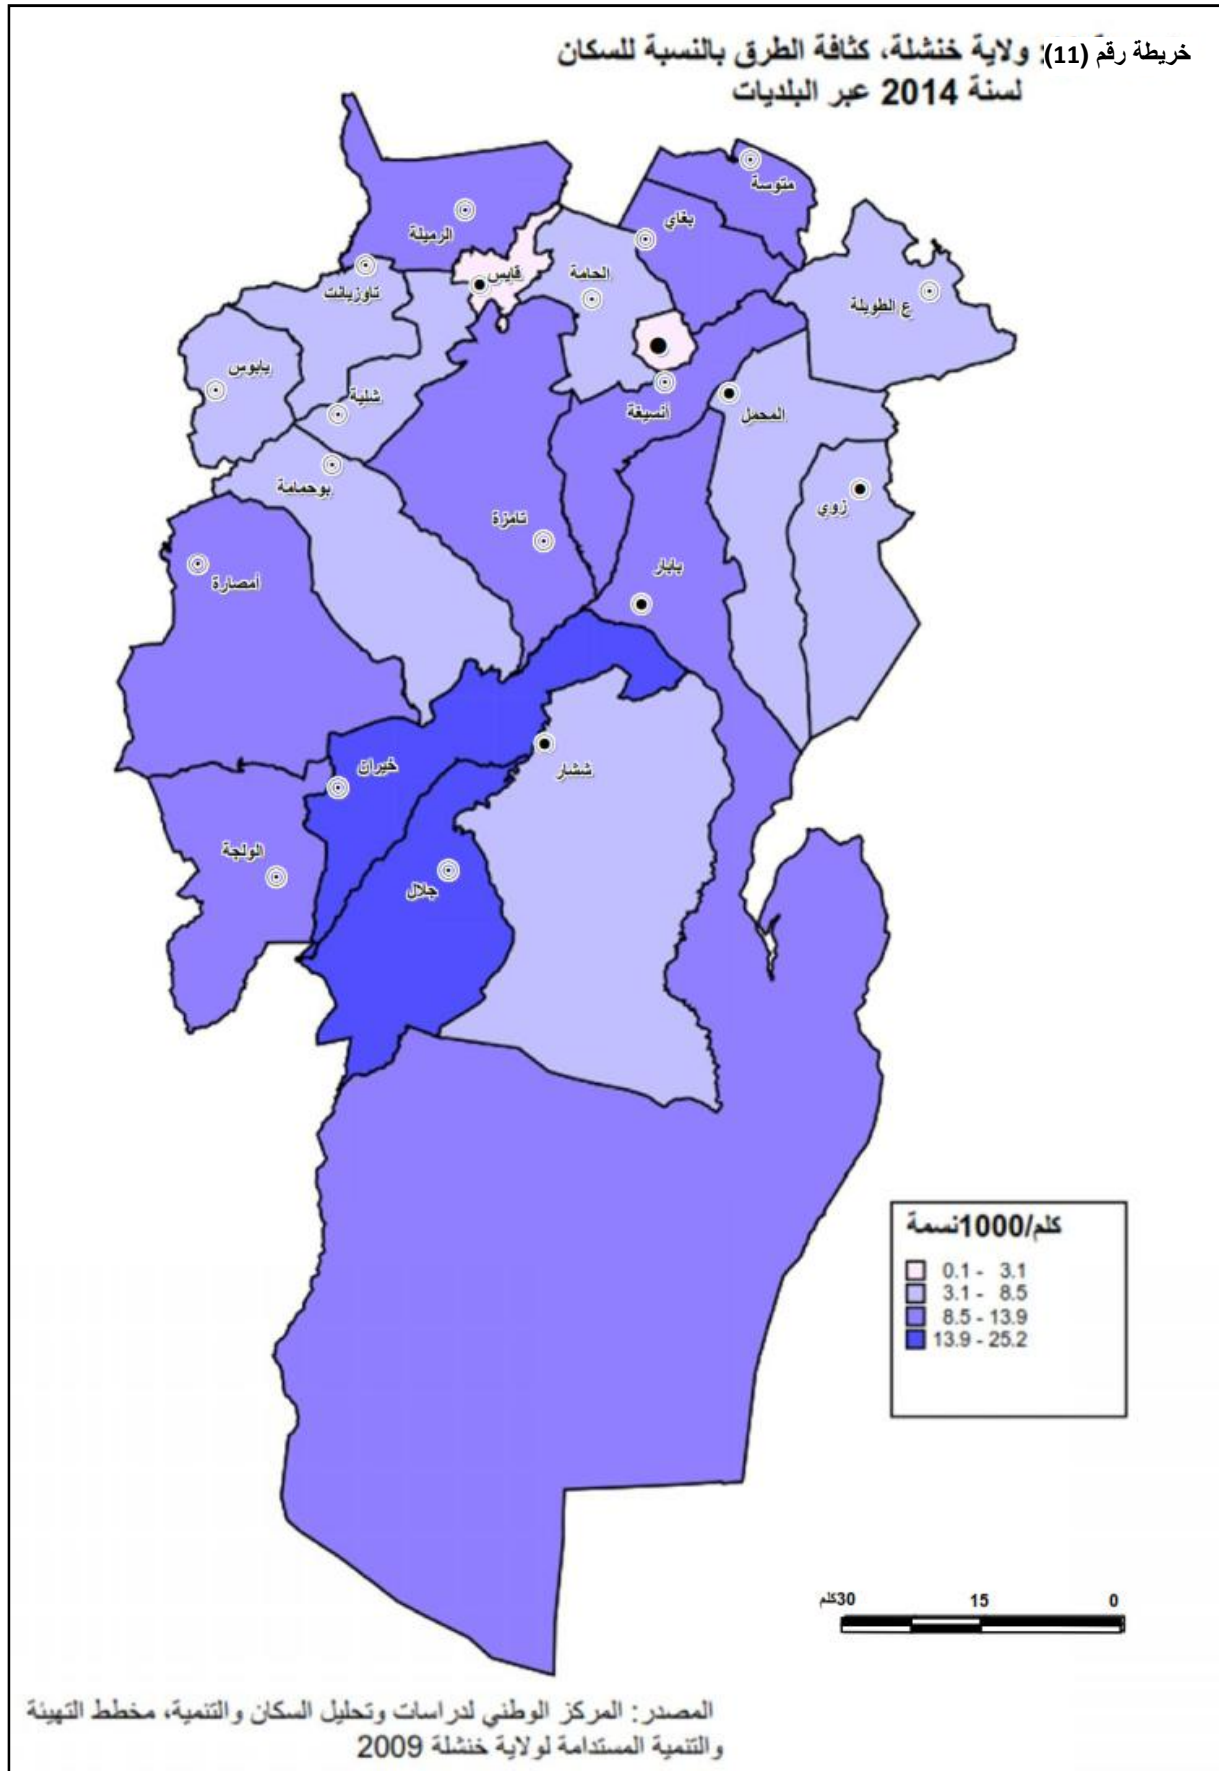 خريطة رقم (11): ولاية خنشلة، كثافة الطرق بالنسبة للسكان
لسنة 2014 عبر البلديات
متوسة
بغاي
الرميلة
قايس
الحامة
تاوزيانت
ع الطويلة
يابوس
شلية
أنسيغة
المحمل
بوحمامة
زوي
تامزة
بابار
أمصارة
ششار
خيران
الولجة
جلال
كلم/1000نسمة
0.1 - 3.1
3.1 - 8.5
8.5 - 13.9
13.9 - 25.2
30كلم 15 0
المصدر: المركز الوطني لدراسات وتحليل السكان والتنمية، مخطط التهيئة
والتنمية المستدامة لولاية خنشلة 2009